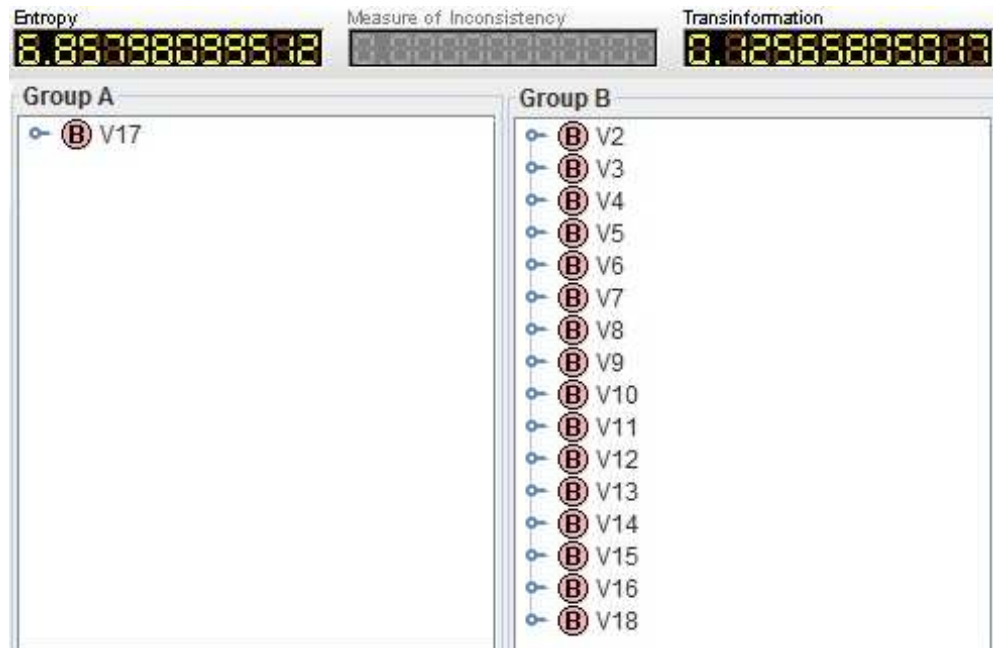 Entropy
Measure of Inconsistency
Transinformation
Group A
V17
Group B
B V2
B V3
B V4
B V5
B V6
B V7
B V8
B V9
B V10
B V11
B V12
B V13
B V14
B V15
B V16
B V18